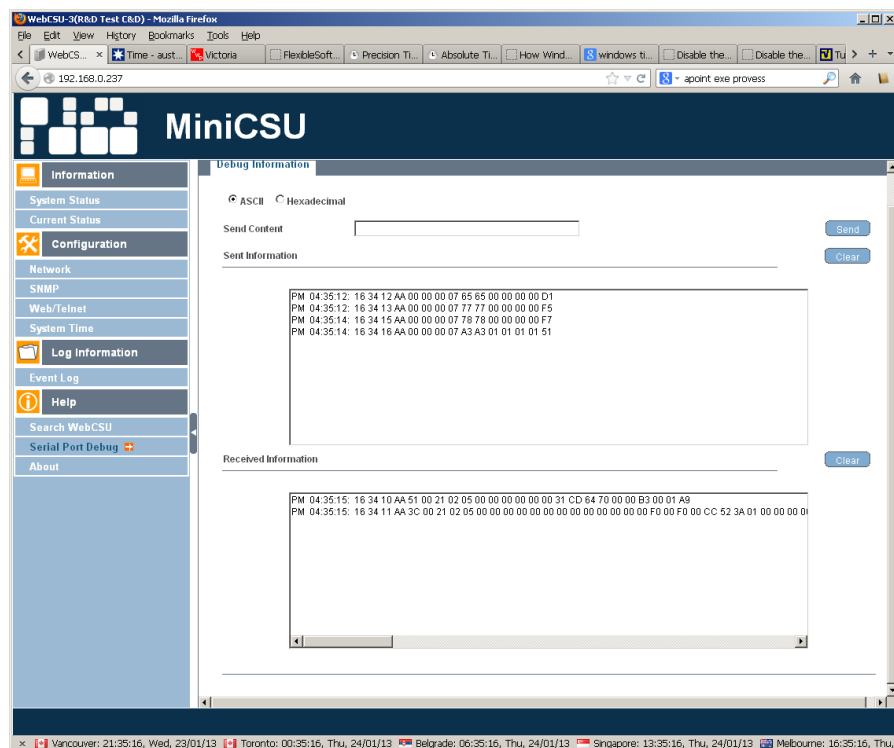 WebCSU-3(R&D Test C&D) - Mozilla Firefox
File Edit View History Bookmarks Tools Help
WebCS... × Time - aust... Victoria FlexibleSoft... Precision Ti... Absolute Ti... How Wind... windows ti... Disable the... Disable the... Tu
192.168.0.237 apoint exe provess
MiniCSU
Debug Information
Information
System Status
Current Status
Configuration
Network
SNMP
Web/Telnet
System Time
Log Information
Event Log
Help
Search WebCSU
Serial Port Debug
About
ASCII Hexadecimal
Send Content Send
Sent Information Clear
PM 04:35:12: 16 34 12 AA 00 00 00 07 65 65 00 00 00 00 D1
PM 04:35:12: 16 34 13 AA 00 00 00 07 77 77 00 00 00 00 F5
PM 04:35:14: 16 34 15 AA 00 00 00 07 78 78 00 00 00 00 F7
PM 04:35:14: 16 34 16 AA 00 00 00 07 A3 A3 01 01 01 01 51
Received Information Clear
PM 04:35:15: 16 34 10 AA 51 00 21 02 05 00 00 00 00 00 00 31 CD 64 70 00 00 B3 00 01 A9
PM 04:35:15: 16 34 11 AA 3C 00 21 02 05 00 00 00 00 00 00 00 00 00 00 00 00 00 F0 00 F0 00 CC 52 3A 01 00 00 00 0
× Vancouver: 21:35:16, Wed, 23/01/13 Toronto: 00:35:16, Thu, 24/01/13 Belgrade: 06:35:16, Thu, 24/01/13 Singapore: 13:35:16, Thu, 24/01/13 Melbourne: 16:35:16, Thu,